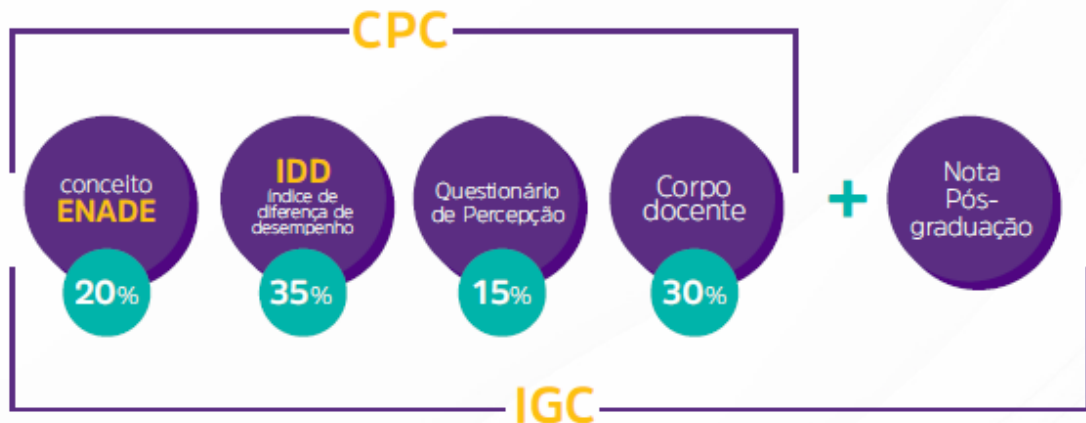 CPC
conceito
ENADE
20%
IDD
índice de
diferença de
desempenho
35%
Questionário
de Percepção
15%
Corpo
docente
30%
+
Nota
Pós-
graduação
IGC